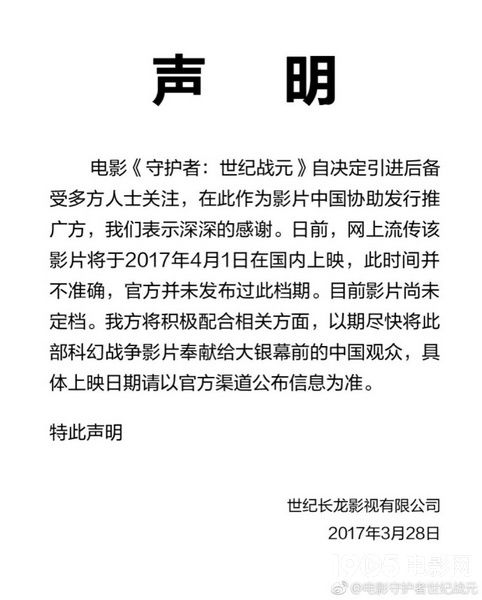 声 明
电影《守护者：世纪战元》自决定引进后备
受多方人士关注，在此作为影片中国协助发行推
广方，我们表示深深的感谢。日前，网上流传该
影片将于2017年4月1日在国内上映，此时间并
不准确，官方并未发布过此档期。目前影片尚未
定档。我方将积极配合相关方面，以期尽快将此
部科幻战争影片奉献给大银幕前的中国观众，具
体上映日期请以官方渠道公布信息为准。
特此声明
世纪长龙影视有限公司
2017年3月28日
1905电影网
@电影守护者世纪战元